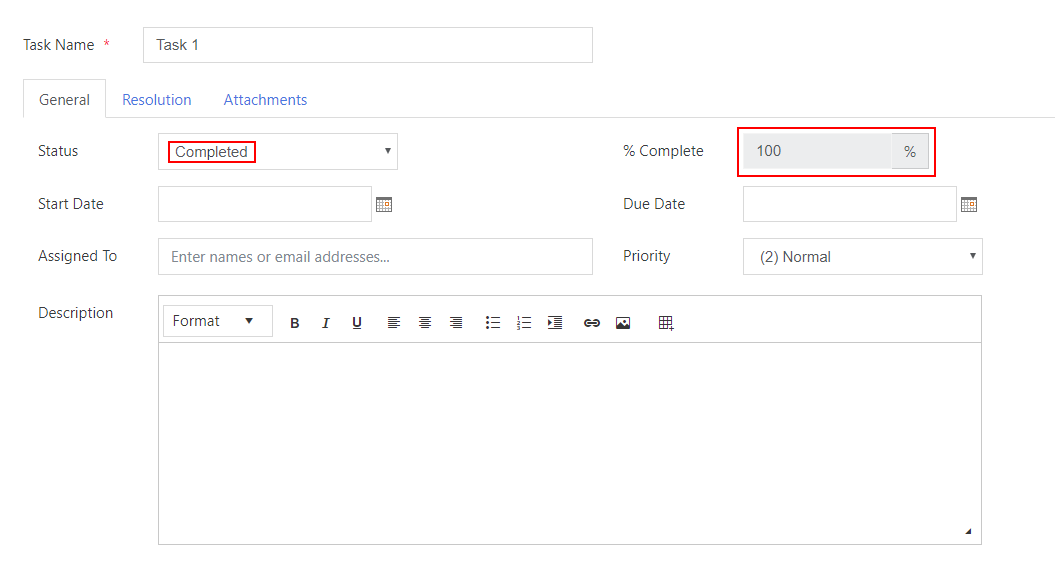 Task Name * Task 1
General Resolution Attachments
Status Completed % Complete 100 %
Start Date Due Date
Assigned To Enter names or email addresses... Priority (2) Normal
Description Format B I U